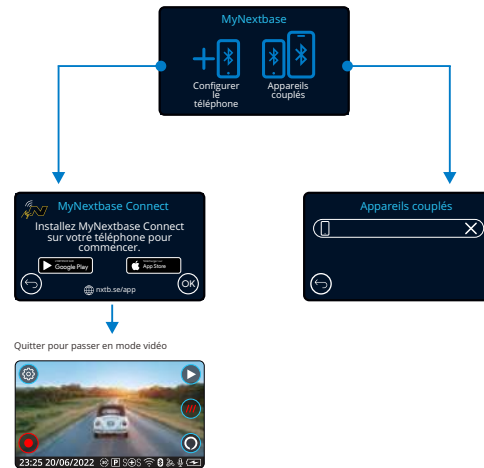 MyNextbase
Configurer
le
téléphone
Appareils
couplés
MyNextbase Connect
Installez MyNextbase Connect
sur votre téléphone pour
commencer.
Google Play
App Store
nxtb.se/app
OK
Appareils couplés
Quitter pour passer en mode vidéo
23:25 20/06/2022 P SOS